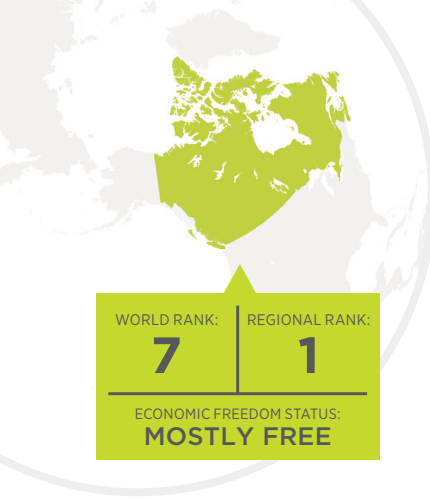 WORLD RANK: REGIONAL RANK:
7 1
ECONOMIC FREEDOM STATUS:
MOSTLY FREE